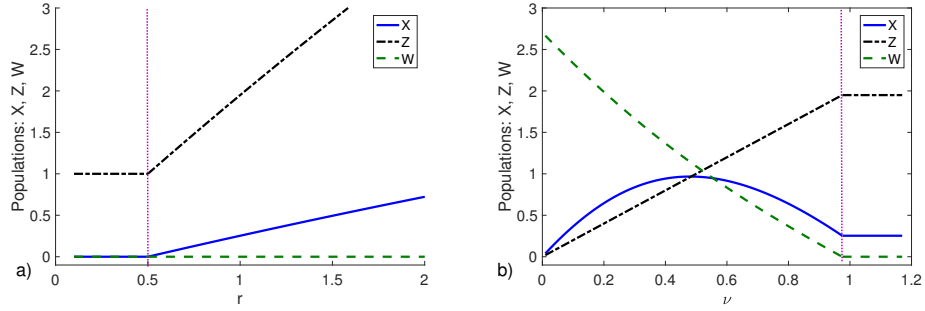 3
2.5
2
1.5
1
0.5
0
Populations: X, Z, W
X
Z
W
a)
0 0.5 1 1.5 2
r
3
2.5
2
1.5
1
0.5
0
Populations: X, Z, W
X
Z
W
b)
0 0.2 0.4 0.6 0.8 1 1.2
ν